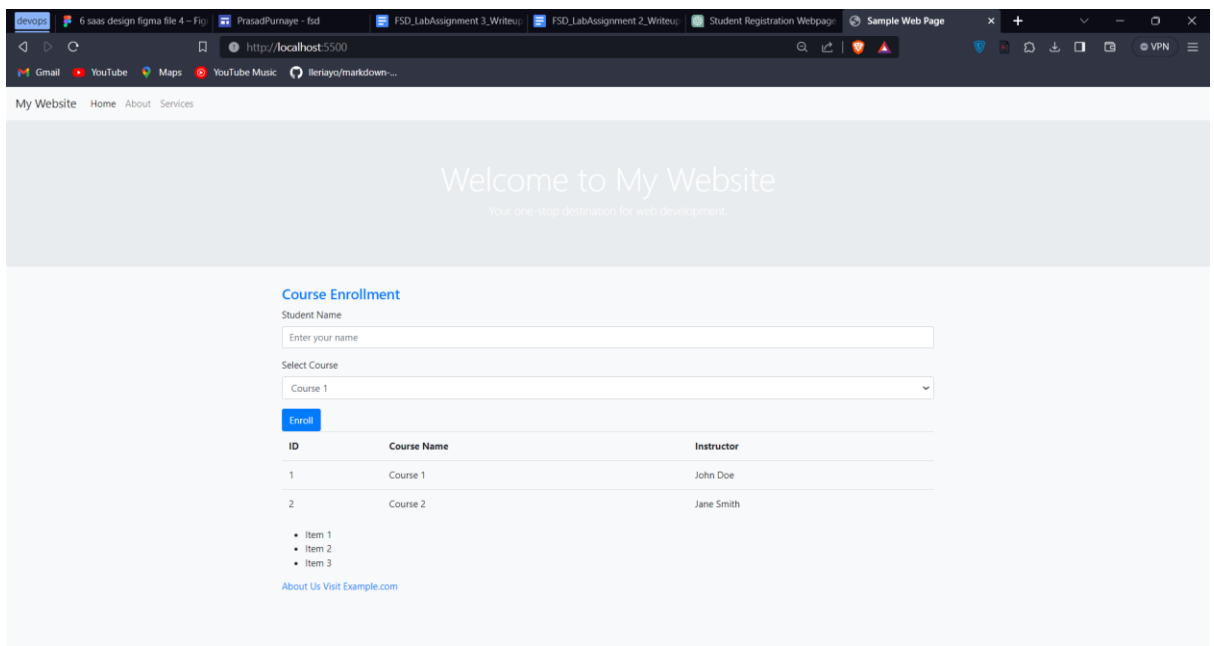 devops 6 saas design figma file 4 – Fig PrasadPurnaye - fsd FSD_LabAssignment 3_Writeup FSD_LabAssignment 2_Writeup Student Registration Webpage Sample Web Page
http://localhost:5500 VPN
Gmail YouTube Maps YouTube Music lleriayo/markdown-...
My Website Home About Services
Welcome to My Website
Your one-stop destination for web development.
Course Enrollment
Student Name
Enter your name
Select Course
Course 1
Enroll
ID Course Name Instructor
1 Course 1 John Doe
2 Course 2 Jane Smith
• Item 1
• Item 2
• Item 3
About Us Visit Example.com